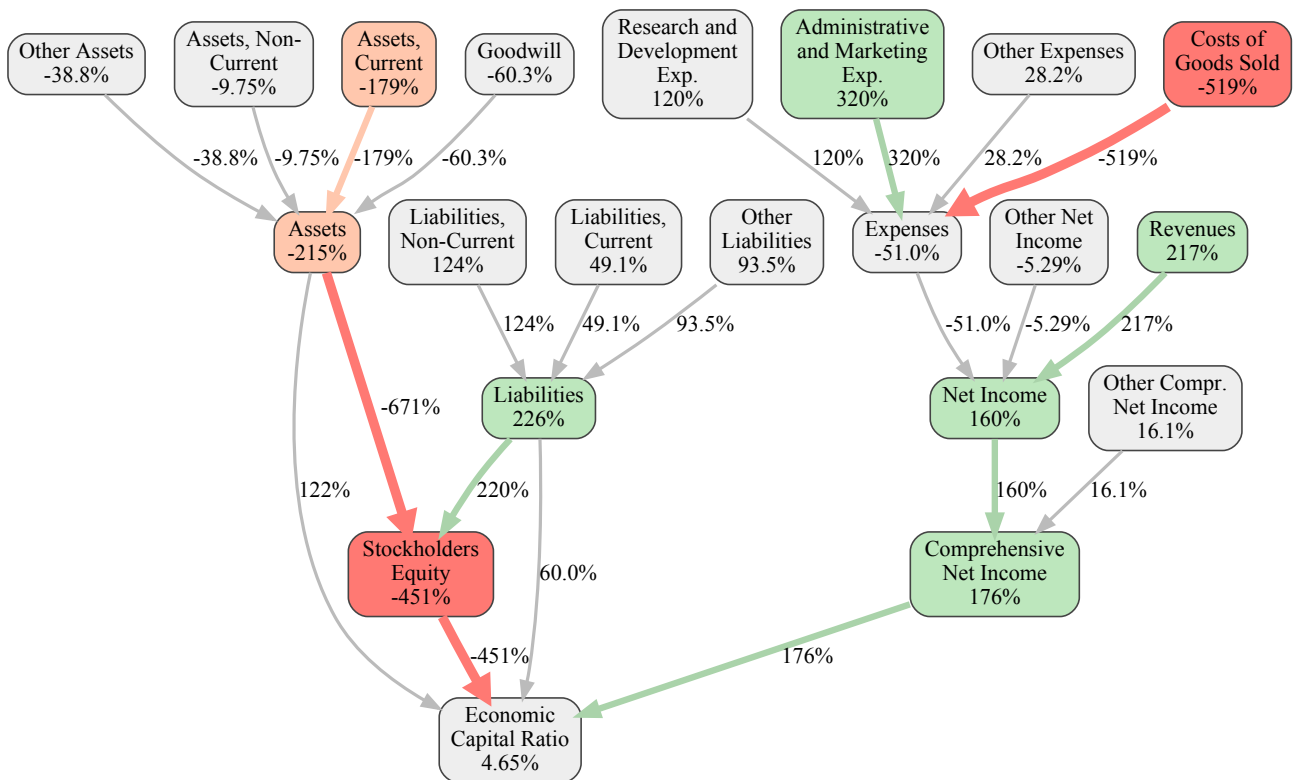 Other Assets
-38.8%
Assets, Non-
Current
-9.75%
Assets,
Current
-179%
Goodwill
-60.3%
Research and
Development
Exp.
120%
Administrative
and Marketing
Exp.
320%
Other Expenses
28.2%
Costs of
Goods Sold
-519%
-38.8%
-9.75%
-179%
-60.3%
120%
320%
28.2%
-519%
Assets
-215%
Liabilities,
Non-Current
124%
Liabilities,
Current
49.1%
Other
Liabilities
93.5%
Expenses
-51.0%
Other Net
Income
-5.29%
Revenues
217%
124%
49.1%
93.5%
-51.0%
-5.29%
217%
-671%
Liabilities
226%
Net Income
160%
Other Compr.
Net Income
16.1%
122%
220%
160%
16.1%
Stockholders
Equity
-451%
60.0%
Comprehensive
Net Income
176%
-451%
176%
Economic
Capital Ratio
4.65%